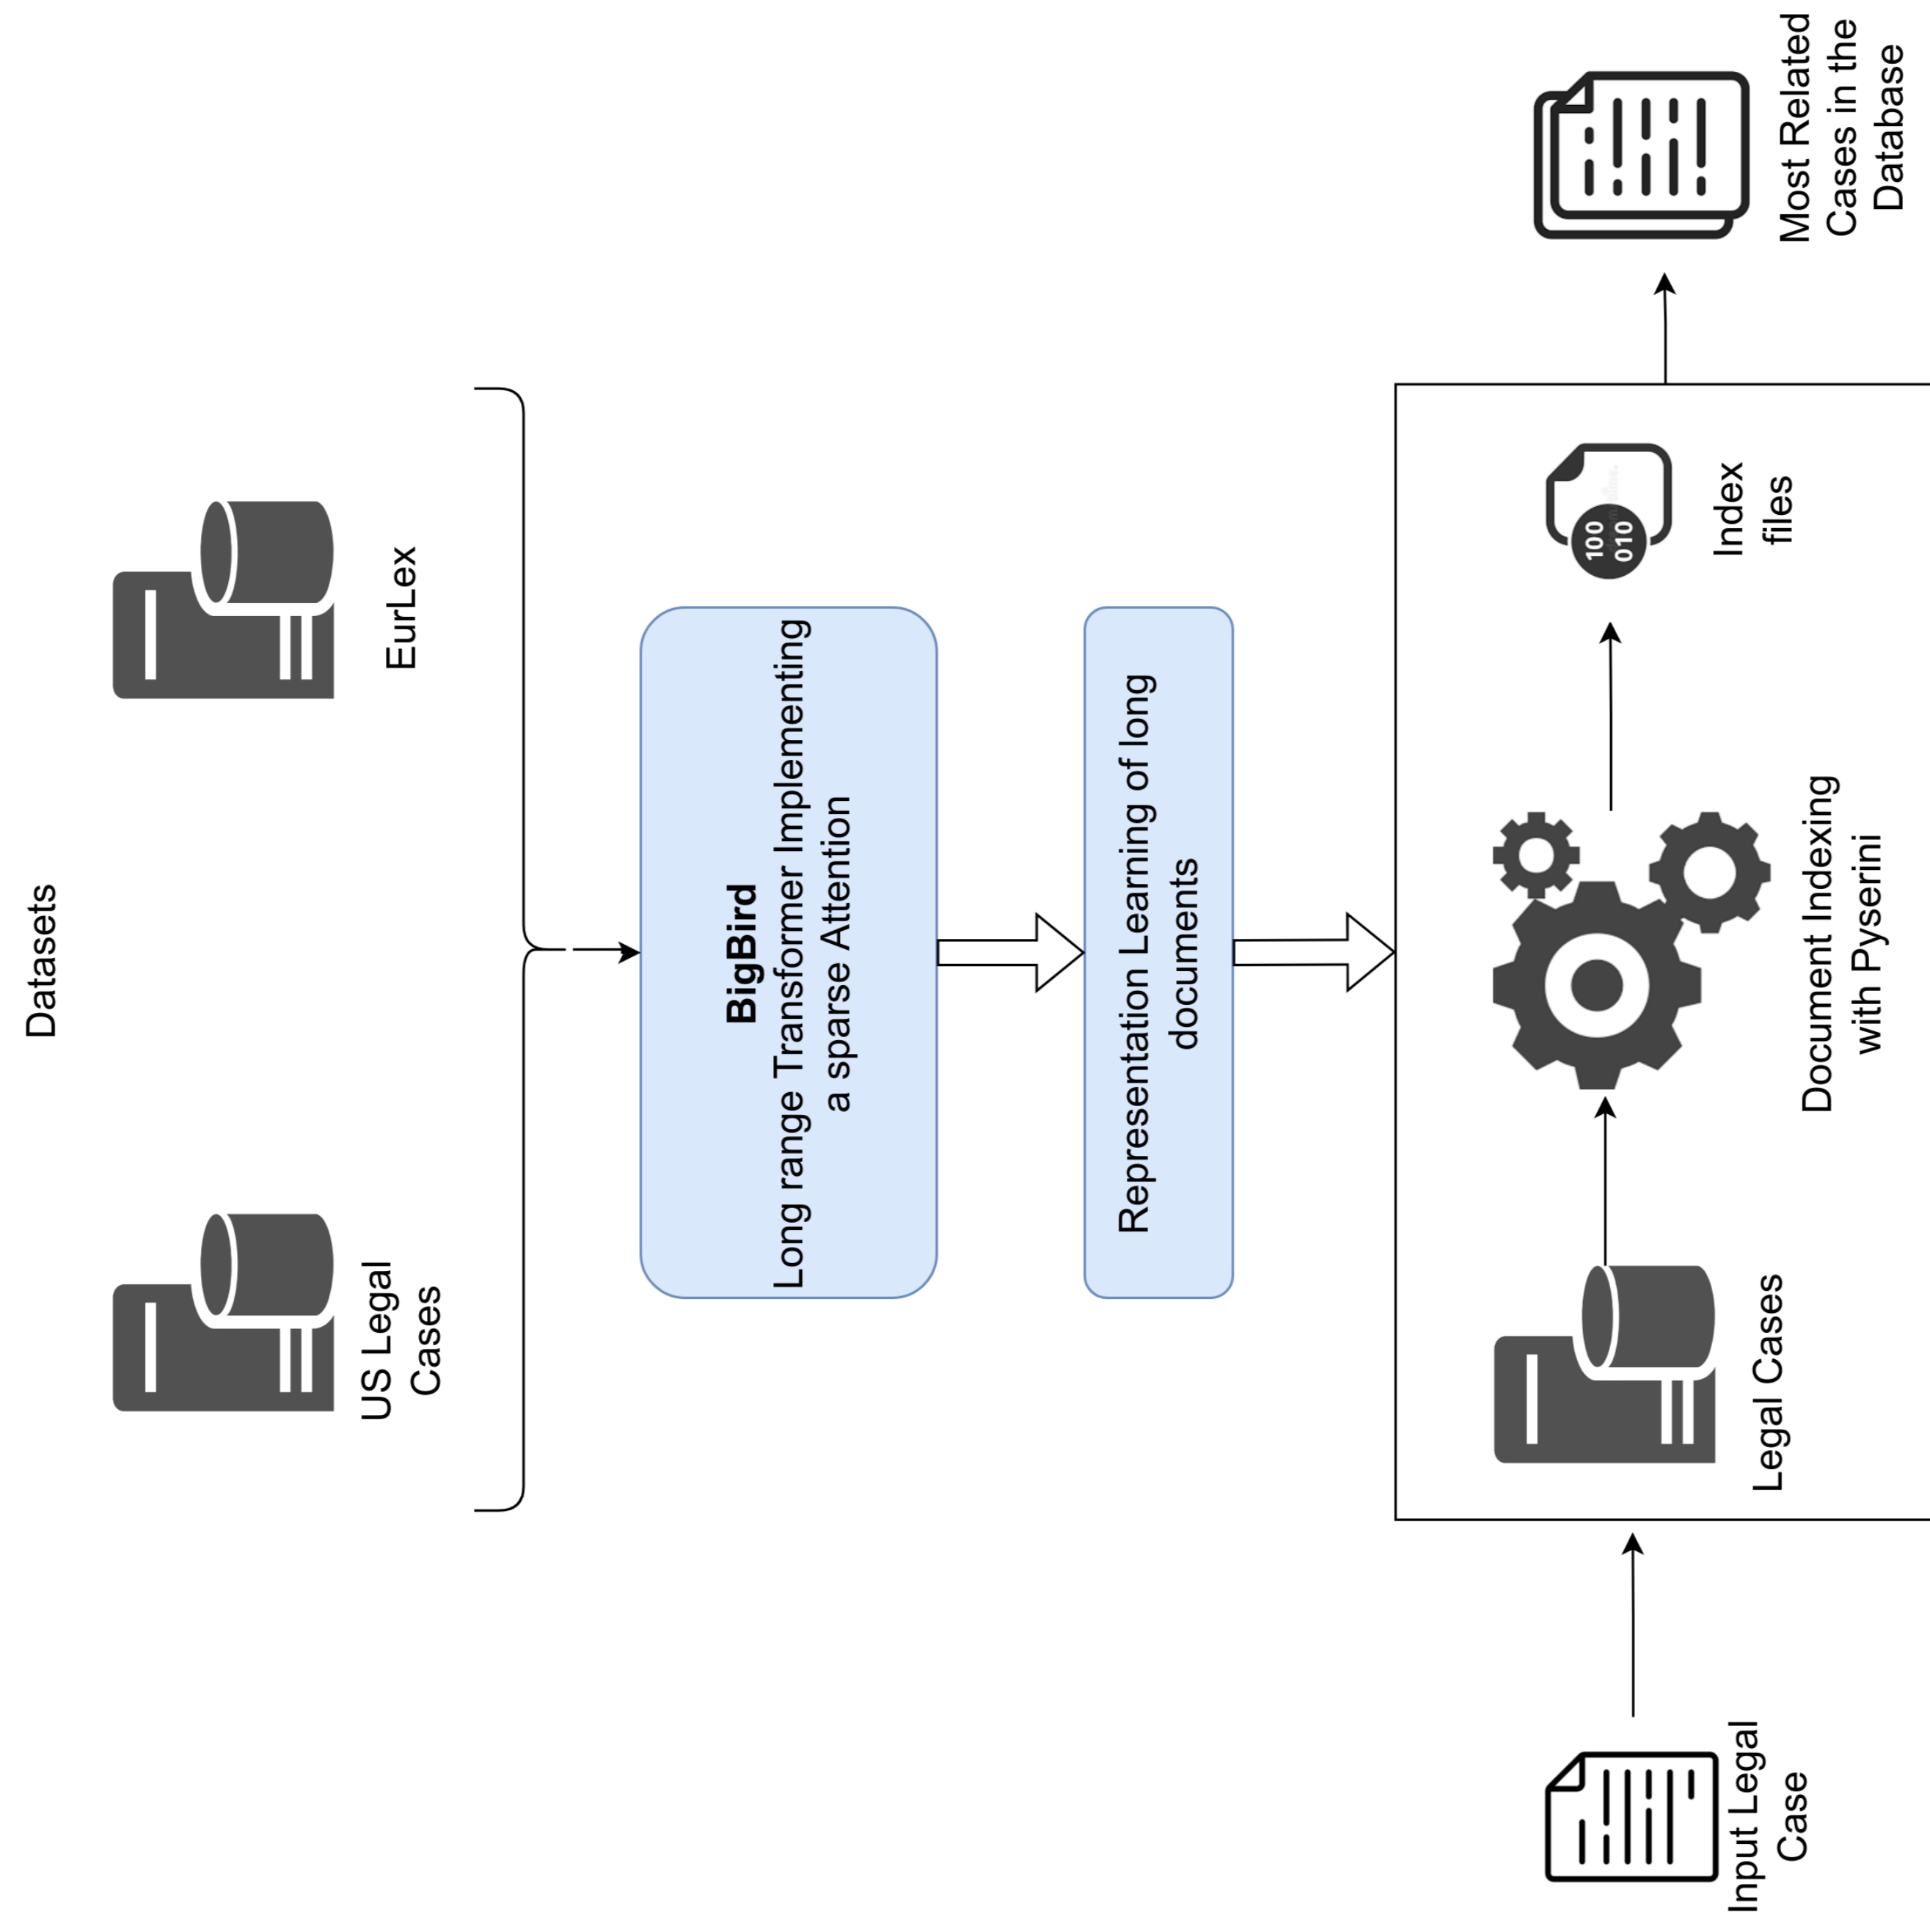 Datasets
US Legal
Cases
EurLex
BigBird
Long range Transformer Implementing
a sparse Attention
Representation Learning of long
documents
Input Legal
Case
Legal Cases
Document Indexing
with Pyserini
100
010
Index
files
Most Related
Cases in the
Database